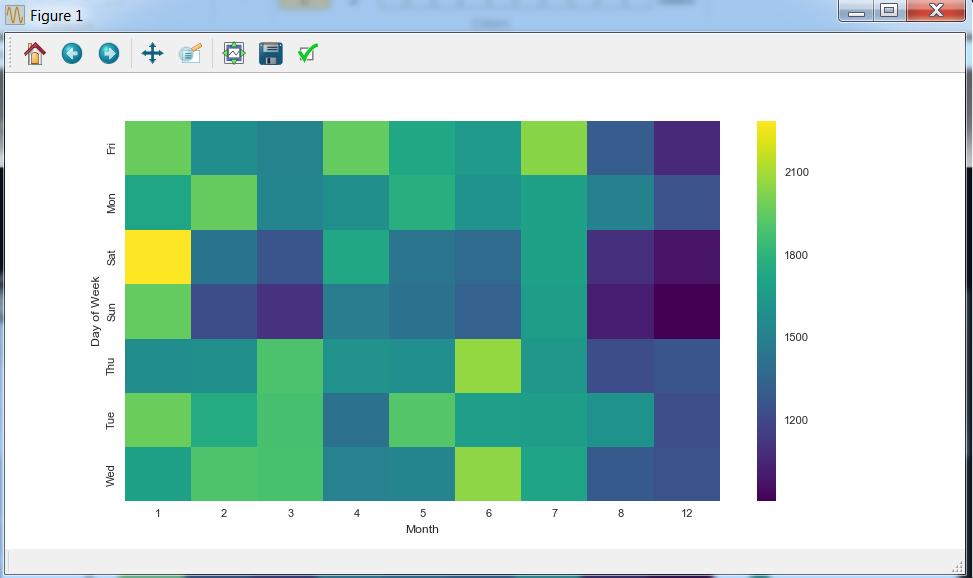 Figure 1
Fri
Mon
Sat
Sun
Thu
Tue
Wed
Day of Week
1 2 3 4 5 6 7 8 12
Month
2100
1800
1500
1200